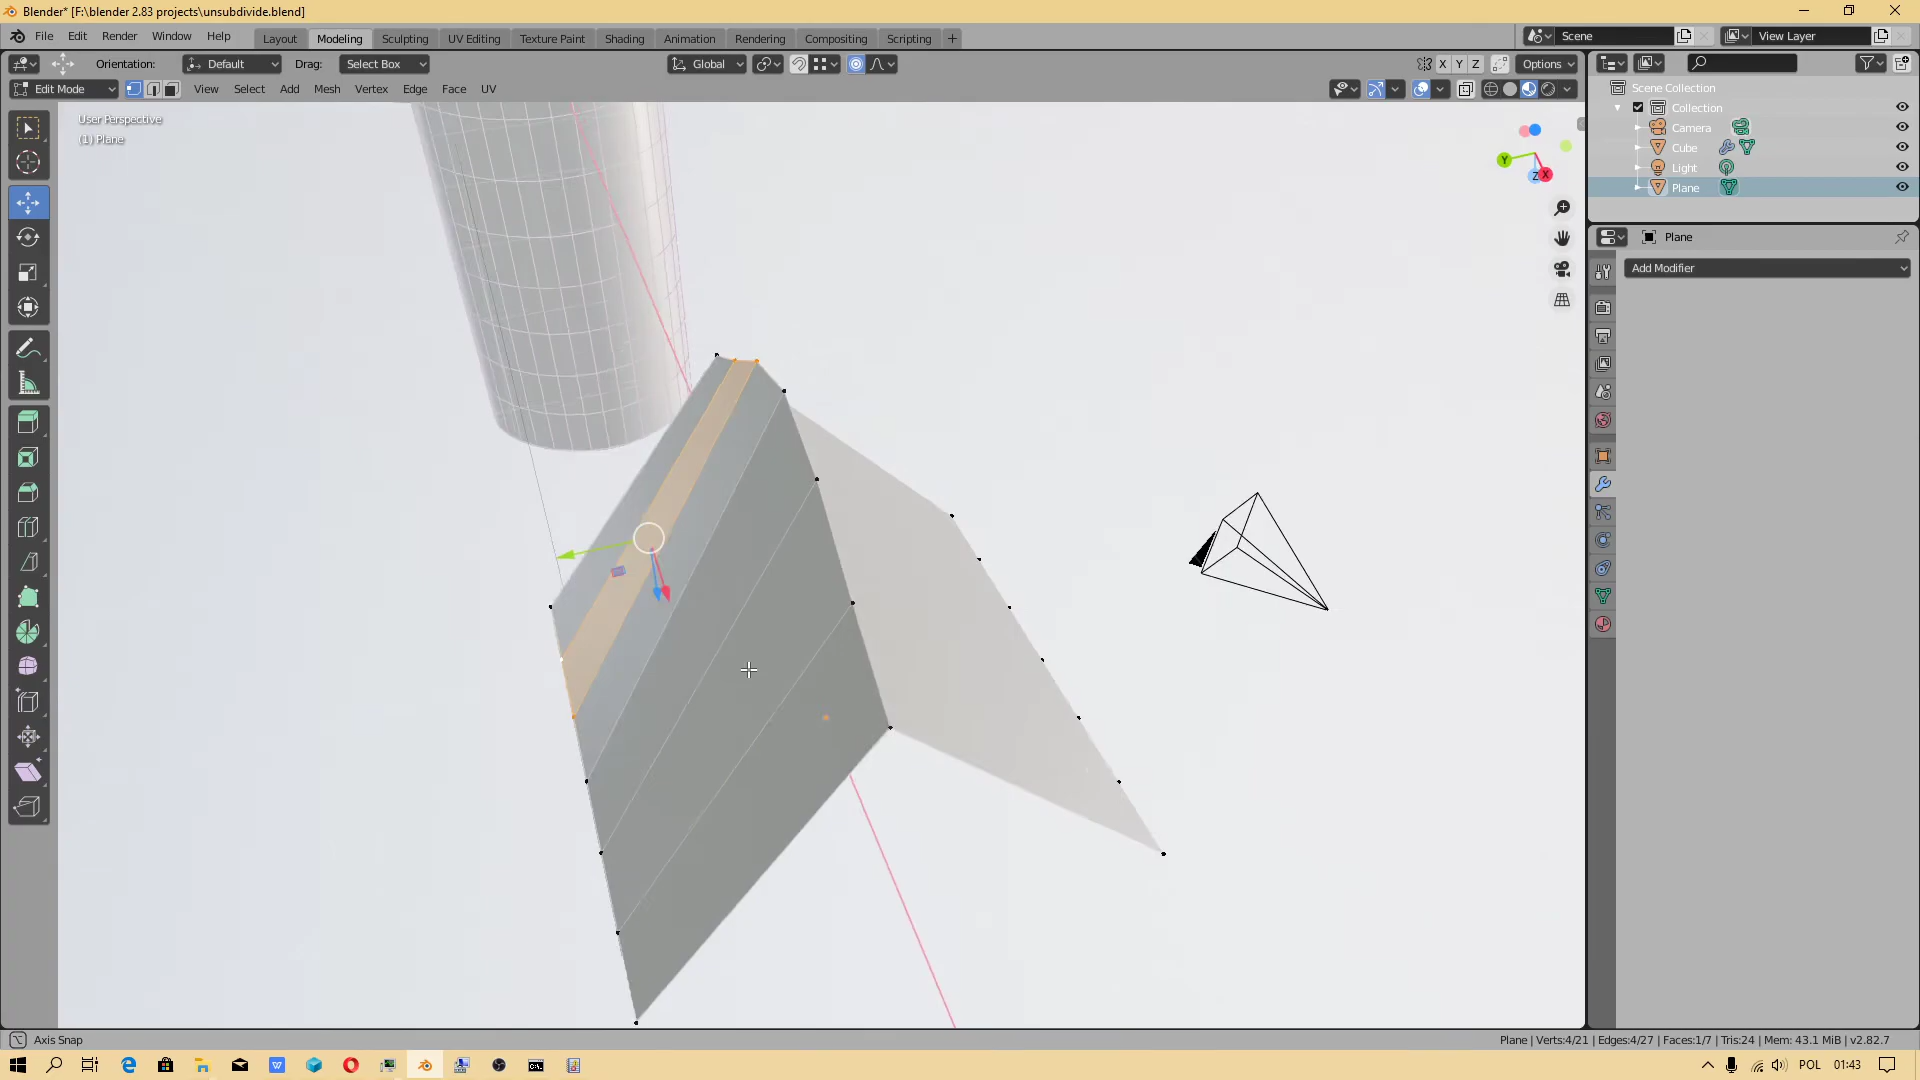 Blender* [F:\blender 2.83 projects\unsubdivide.blend]
File Edit Render Window Help
Layout Modeling Sculpting UV Editing Texture Paint Shading Animation Rendering Compositing Scripting +
Scene
View Layer
Orientation: Default Drag: Select Box
Global
X Y Z Options
Edit Mode View Select Add Mesh Vertex Edge Face UV
User Perspective
(1) Plane
Y
Z X
Scene Collection
Collection
Camera
Cube
Light
Plane
Plane
Add Modifier
Axis Snap
Plane | Verts:4/21 | Edges:4/27 | Faces:1/7 | Tris:24 | Mem: 43.1 MiB | v2.82.7
POL 01:43